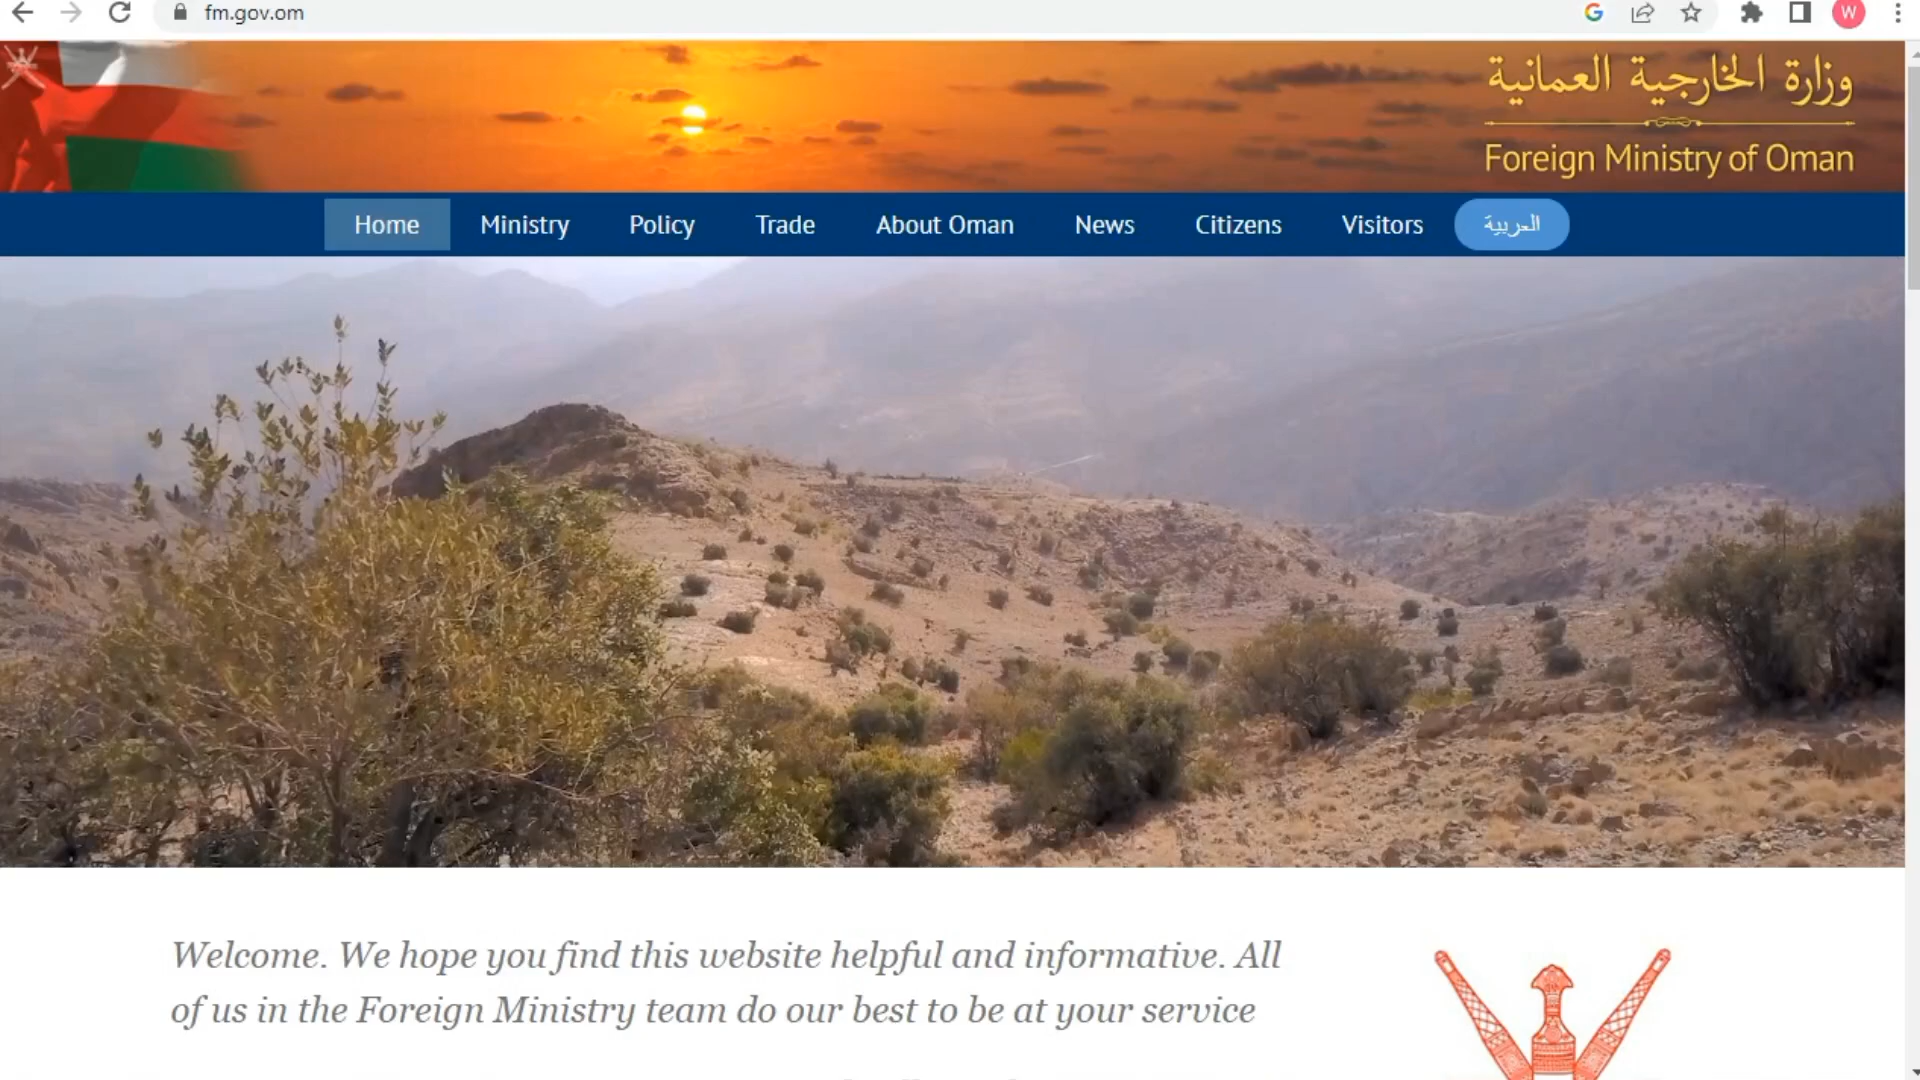 fm.gov.om
W
وزارة الخارجية العمانية
Foreign Ministry of Oman
Home Ministry Policy Trade About Oman News Citizens Visitors العربية
Welcome. We hope you find this website helpful and informative. All
of us in the Foreign Ministry team do our best to be at your service